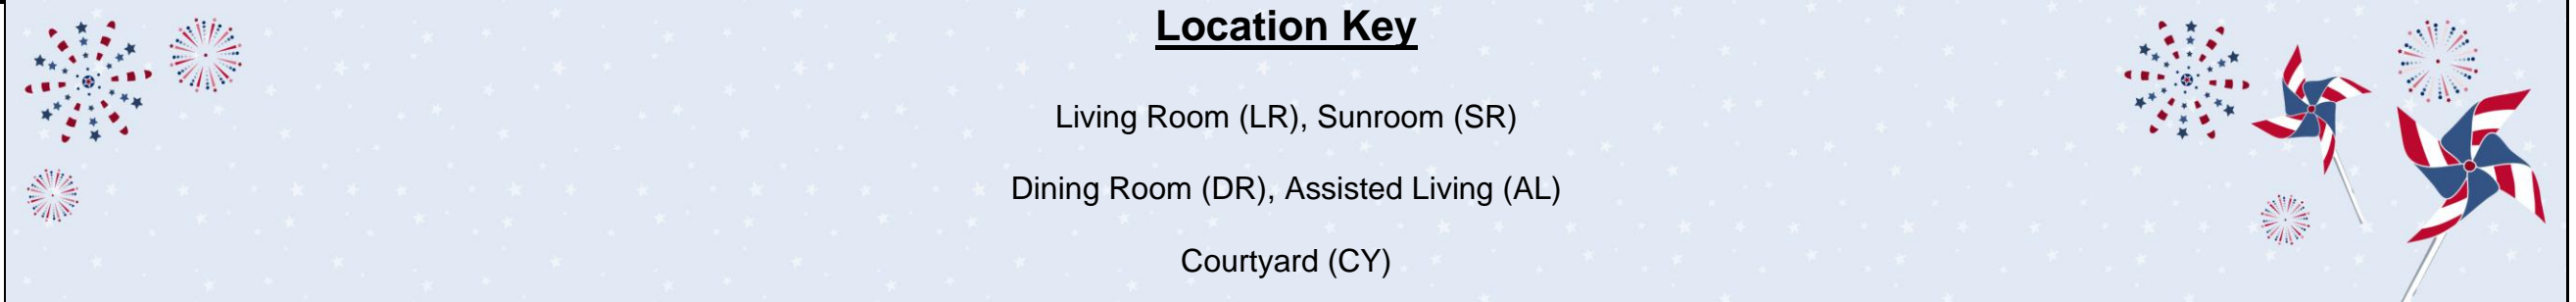 Location Key
Living Room (LR), Sunroom (SR)
Dining Room (DR), Assisted Living (AL)
Courtyard (CY)